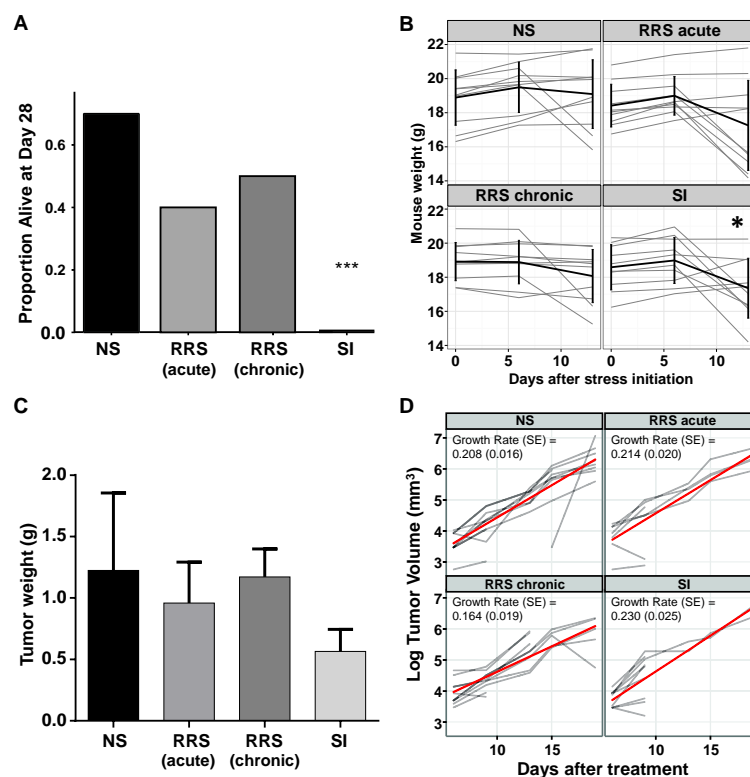 A
Proportion Alive at Day 28
0.6
0.4
0.2
0.0
***
NS
RRS
(acute)
RRS
(chronic)
SI
B
Mouse weight (g)
NS
RRS acute
22
20
18
16
14
RRS chronic
SI
*
22
20
18
16
14
0
5
10
0
5
10
Days after stress initiation
C
Tumor weight (g)
2.0
1.5
1.0
0.5
0.0
NS
RRS
(acute)
RRS
(chronic)
SI
D
Log Tumor Volume (mm³)
NS
RRS acute
7
6
5
4
3
Growth Rate (SE) =
0.208 (0.016)
Growth Rate (SE) =
0.214 (0.020)
RRS chronic
SI
7
6
5
4
3
Growth Rate (SE) =
0.164 (0.019)
Growth Rate (SE) =
0.230 (0.025)
10
15
10
15
Days after treatment